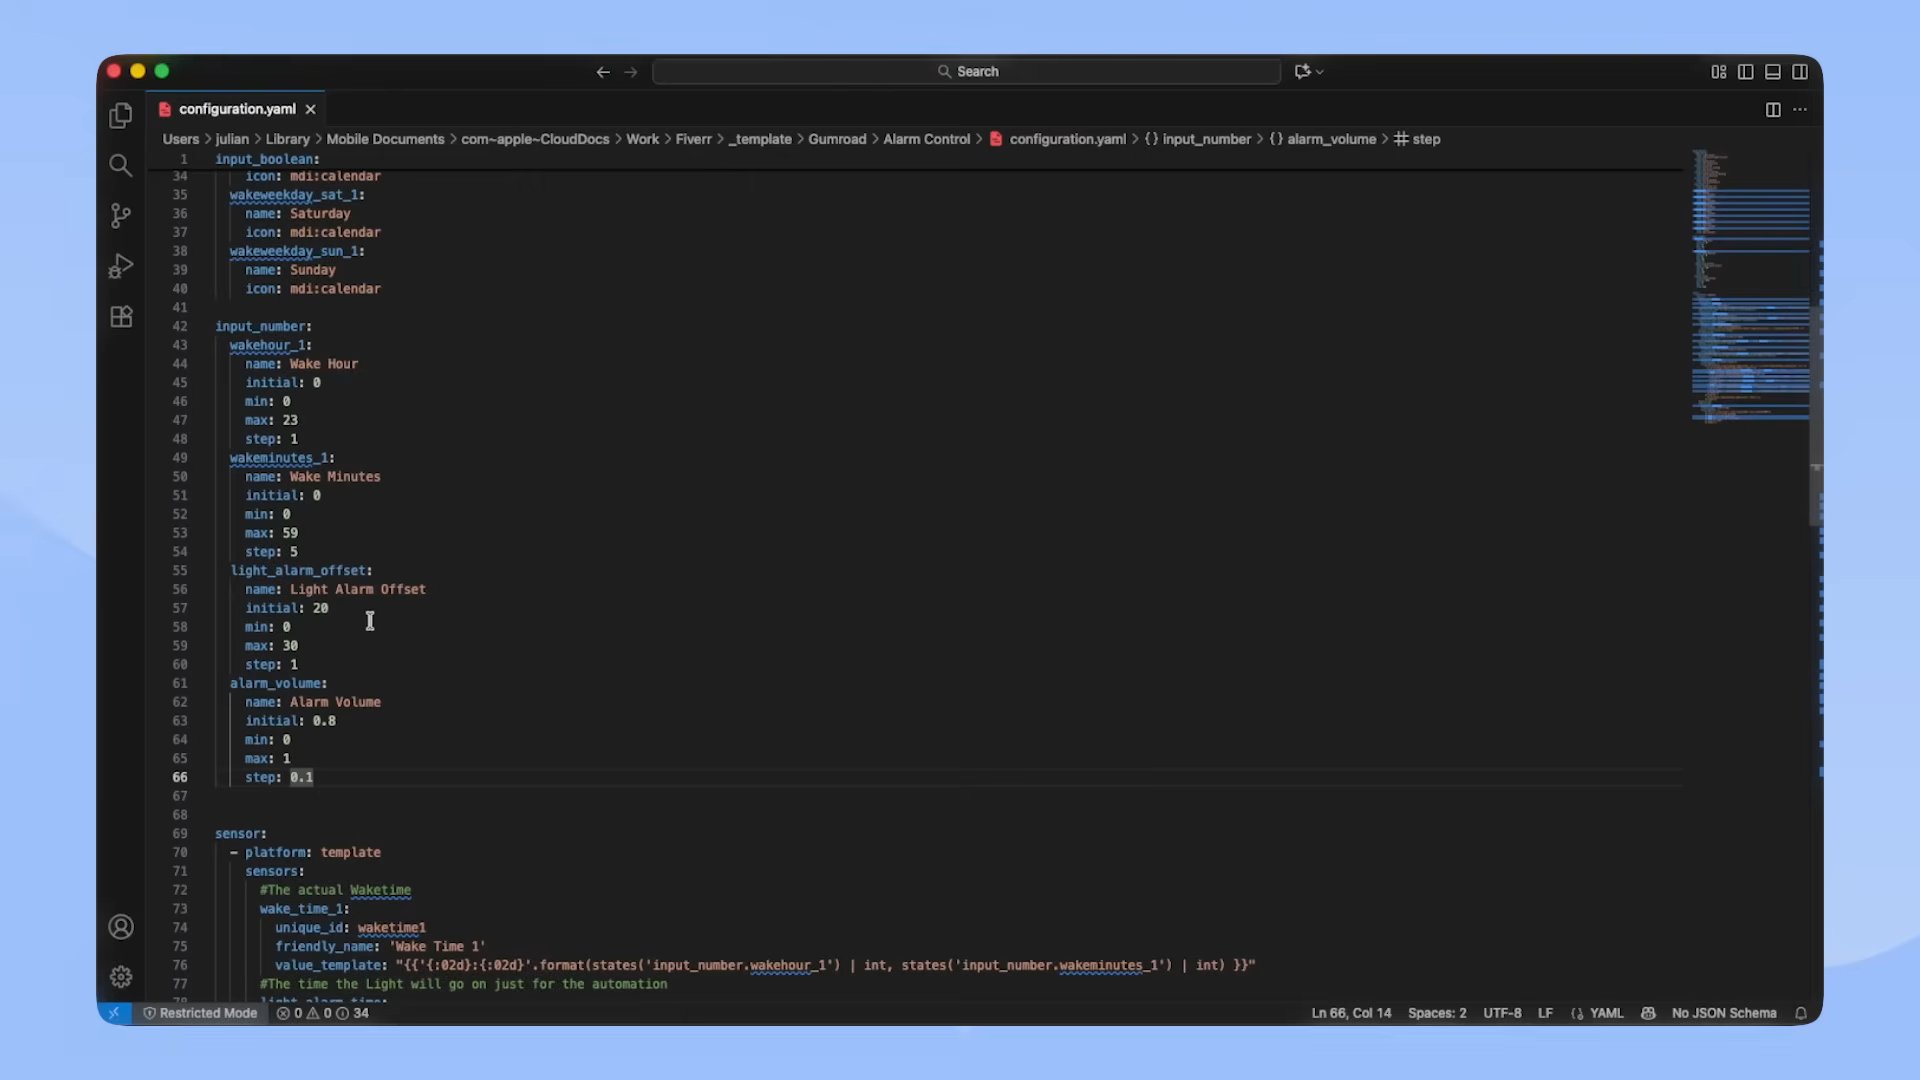 Search
configuration.yaml
Users > julian > Library > Mobile Documents > com~apple~CloudDocs > Work > Fiverr > _template > Gumroad > Alarm Control > configuration.yaml > {} input_number > {} alarm_volume > # step
1 input_boolean:
34 icon: mdi:calendar
35 wakeweekday_sat_1:
36 name: Saturday
37 icon: mdi:calendar
38 wakeweekday_sun_1:
39 name: Sunday
40 icon: mdi:calendar
41
42 input_number:
43 wakehour_1:
44 name: Wake Hour
45 initial: 0
46 min: 0
47 max: 23
48 step: 1
49 wakeminutes_1:
50 name: Wake Minutes
51 initial: 0
52 min: 0
53 max: 59
54 step: 5
55 light_alarm_offset:
56 name: Light Alarm Offset
57 initial: 20
58 min: 0
59 max: 30
60 step: 1
61 alarm_volume:
62 name: Alarm Volume
63 initial: 0.8
64 min: 0
65 max: 1
66 step: 0.1
67
68
69 sensor:
70 - platform: template
71 sensors:
72 #The actual Waketime
73 wake_time_1:
74 unique_id: waketime1
75 friendly_name: 'Wake Time 1'
76 value_template: "{{'{:02d}:{:02d}'.format(states('input_number.wakehour_1') | int, states('input_number.wakeminutes_1') | int) }}"
77 #The time the Light will go on just for the automation
78 light_alarm_time:
Restricted Mode 0 0 34 Ln 66, Col 14 Spaces: 2 UTF-8 LF {} YAML No JSON Schema